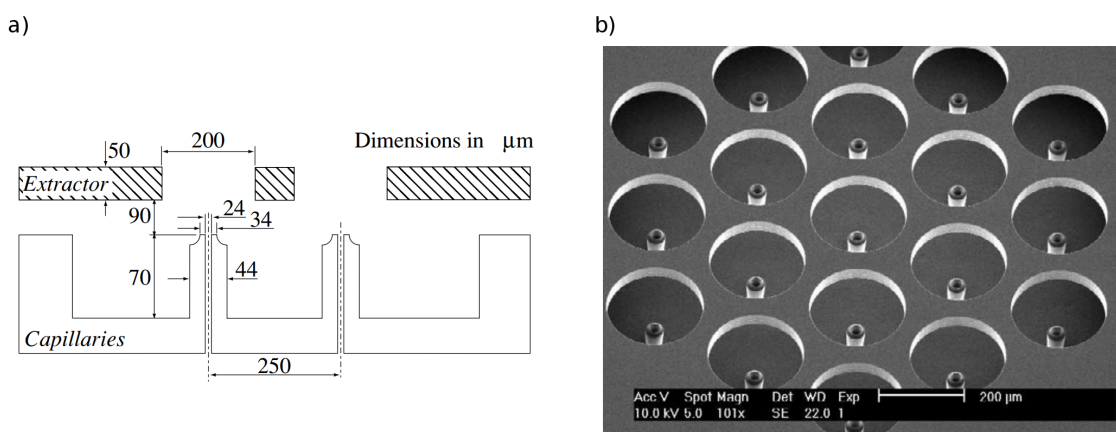 a)
50
200
Dimensions in μm
Extractor
90
24
34
70
44
Capillaries
250
b)
Acc.V Spot Magn Det WD Exp 200 μm
10.0 kV 5.0 101x SE 22.0 1